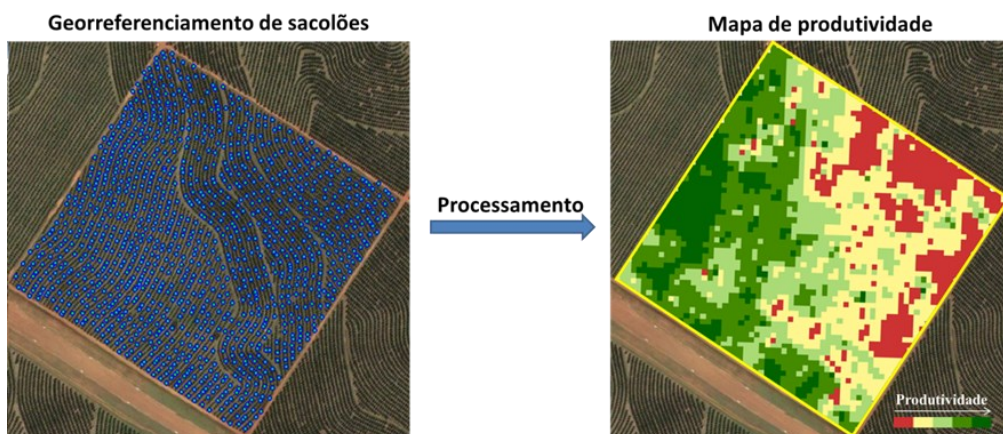 Georreferenciamento de sacolões
Mapa de produtividade
Processamento
Produtividade